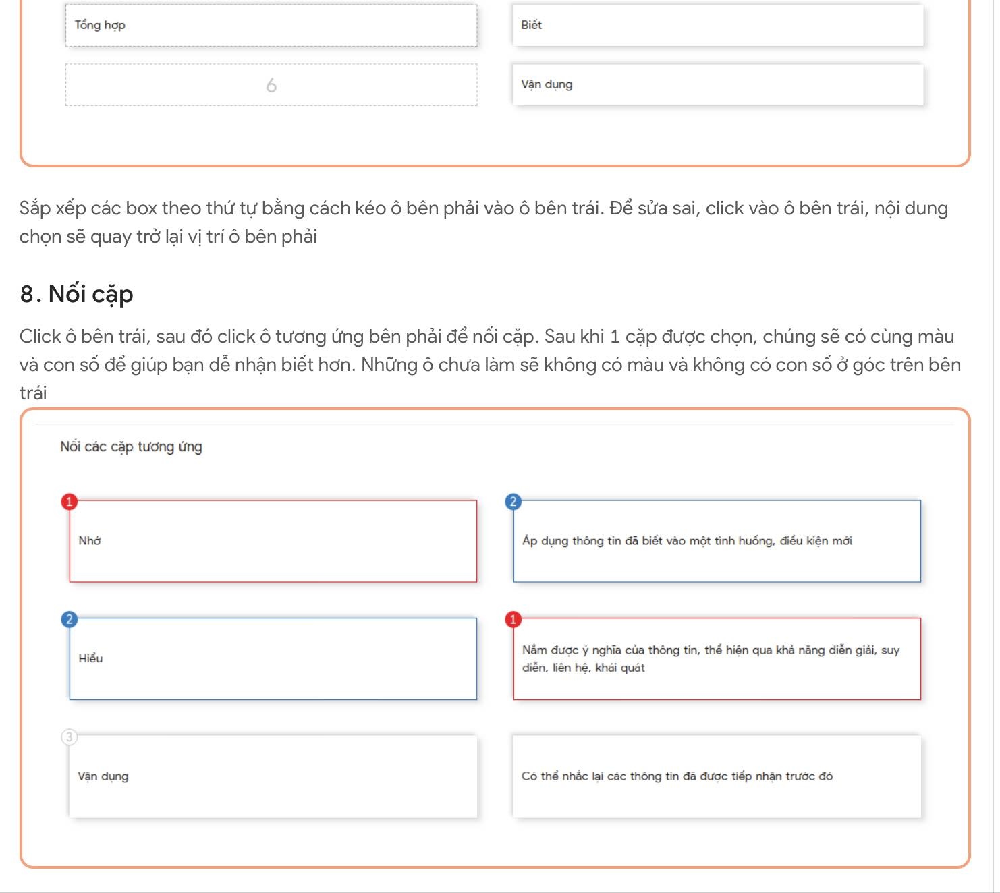 Tổng hợp
Biết
6
Vận dụng
Sắp xếp các box theo thứ tự bằng cách kéo ô bên phải vào ô bên trái. Để sửa sai, click vào ô bên trái, nội dung
chọn sẽ quay trở lại vị trí ô bên phải
8. Nối cặp
Click ô bên trái, sau đó click ô tương ứng bên phải để nối cặp. Sau khi 1 cặp được chọn, chúng sẽ có cùng màu
và con số để giúp bạn dễ nhận biết hơn. Những ô chưa làm sẽ không có màu và không có con số ở góc trên bên
trái
Nối các cặp tương ứng
1
Nhớ
2
Áp dụng thông tin đã biết vào một tình huống, điều kiện mới
2
Hiểu
1
Nắm được ý nghĩa của thông tin, thể hiện qua khả năng diễn giải, suy
diễn, liên hệ, khái quát
3
Vận dụng
Có thể nhắc lại các thông tin đã được tiếp nhận trước đó